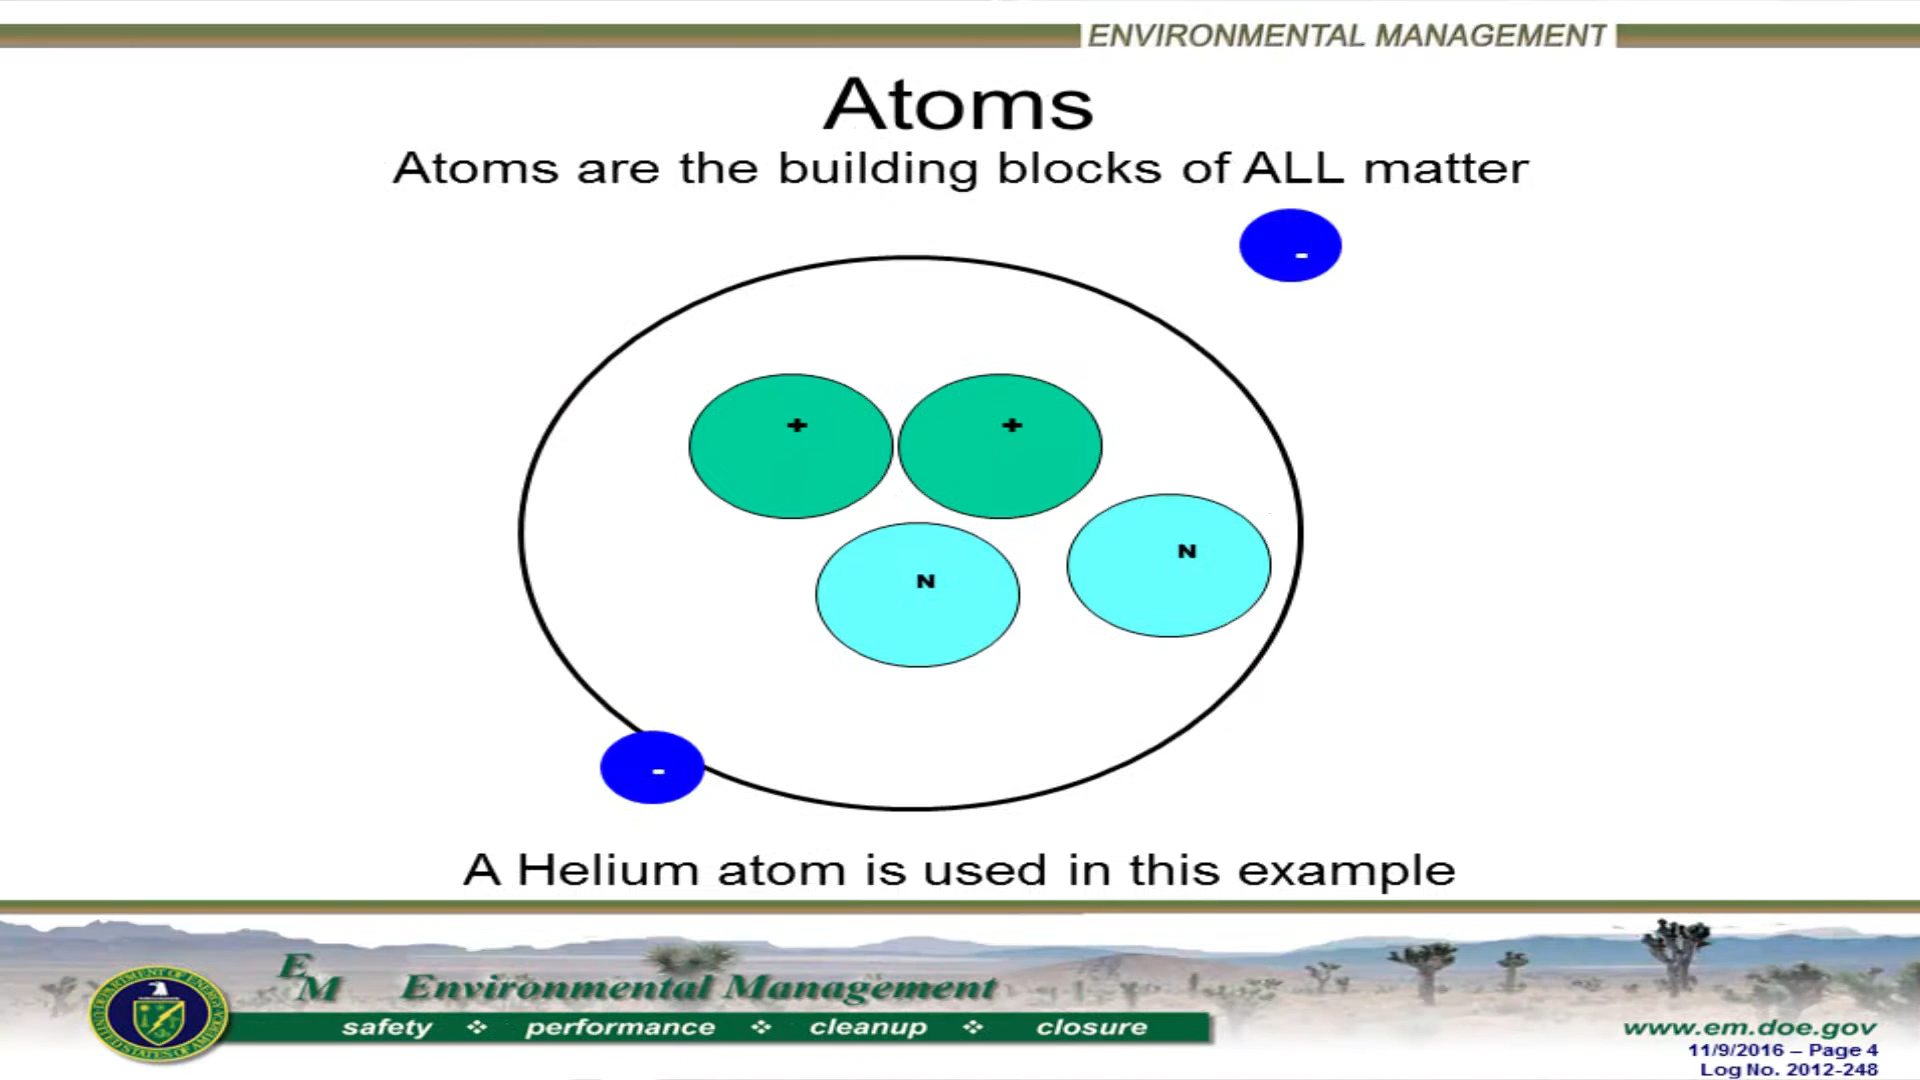 ENVIRONMENTAL MANAGEMENT
Atoms
Atoms are the building blocks of ALL matter
-
+ +
N
N
-
A Helium atom is used in this example
EM Environmental Management
safety ❖ performance ❖ cleanup ❖ closure
www.em.doe.gov
11/9/2016 – Page 4
Log No. 2012-248